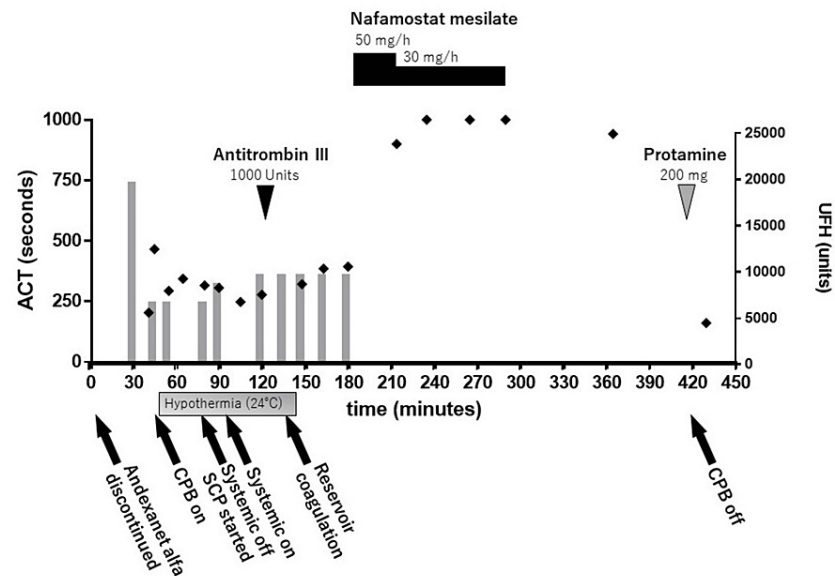 Nafamostat mesilate
50 mg/h
30 mg/h
1000
750
500
250
0
ACT (seconds)
Antitrombin III
1000 Units
Protamine
200 mg
25000
20000
15000
10000
5000
0
UFH (units)
0 30 60 90 120 150 180 210 240 270 300 330 360 390 420 450
time (minutes)
Hypothermia (24°C)
Andexanet alfa
discontinued
CPB on
Systemic off
SCP started
Systemic on
Reservoir
coagulation
CPB off